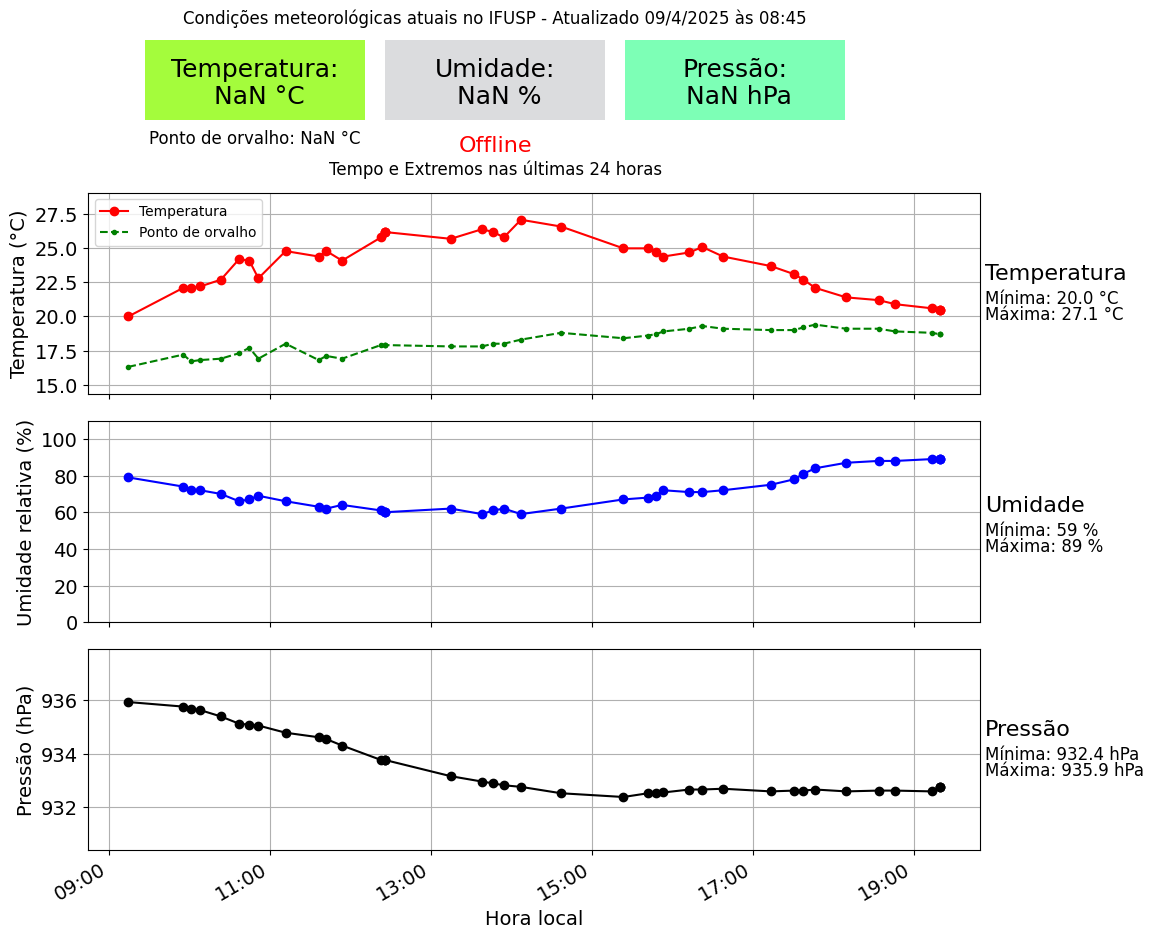 Condições meteorológicas atuais no IFUSP - Atualizado 09/4/2025 às 08:45
Temperatura:
NaN °C
Umidade:
NaN %
Pressão:
NaN hPa
Ponto de orvalho: NaN °C
Offline
Tempo e Extremos nas últimas 24 horas
Temperatura (°C)
27.5
25.0
22.5
20.0
17.5
15.0
Temperatura
Ponto de orvalho
Temperatura
Mínima: 20.0 °C
Máxima: 27.1 °C
Umidade relativa (%)
100
80
60
40
20
0
Umidade
Mínima: 59 %
Máxima: 89 %
Pressão (hPa)
936
934
932
Pressão
Mínima: 932.4 hPa
Máxima: 935.9 hPa
09:00
11:00
13:00
15:00
17:00
19:00
Hora local